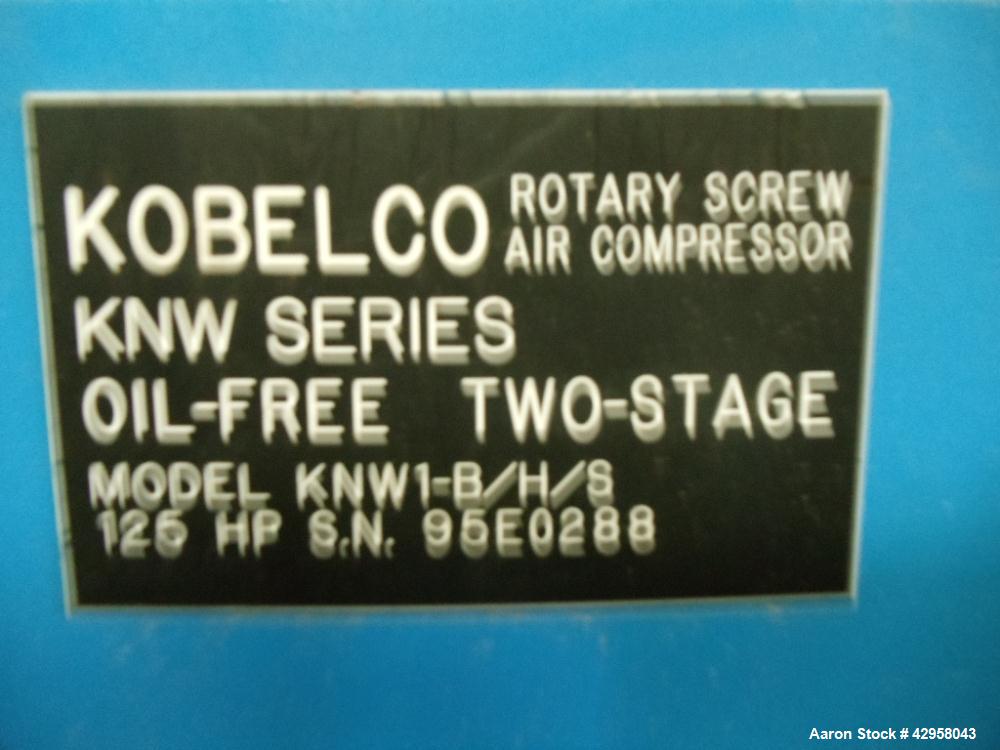 KOBELCO ROTARY SCREW
AIR COMPRESSOR
KNW SERIES
OIL-FREE TWO-STAGE
MODEL KNW1-B/H/S
125 HP S.N. 95E0288
Aaron Stock # 42958043